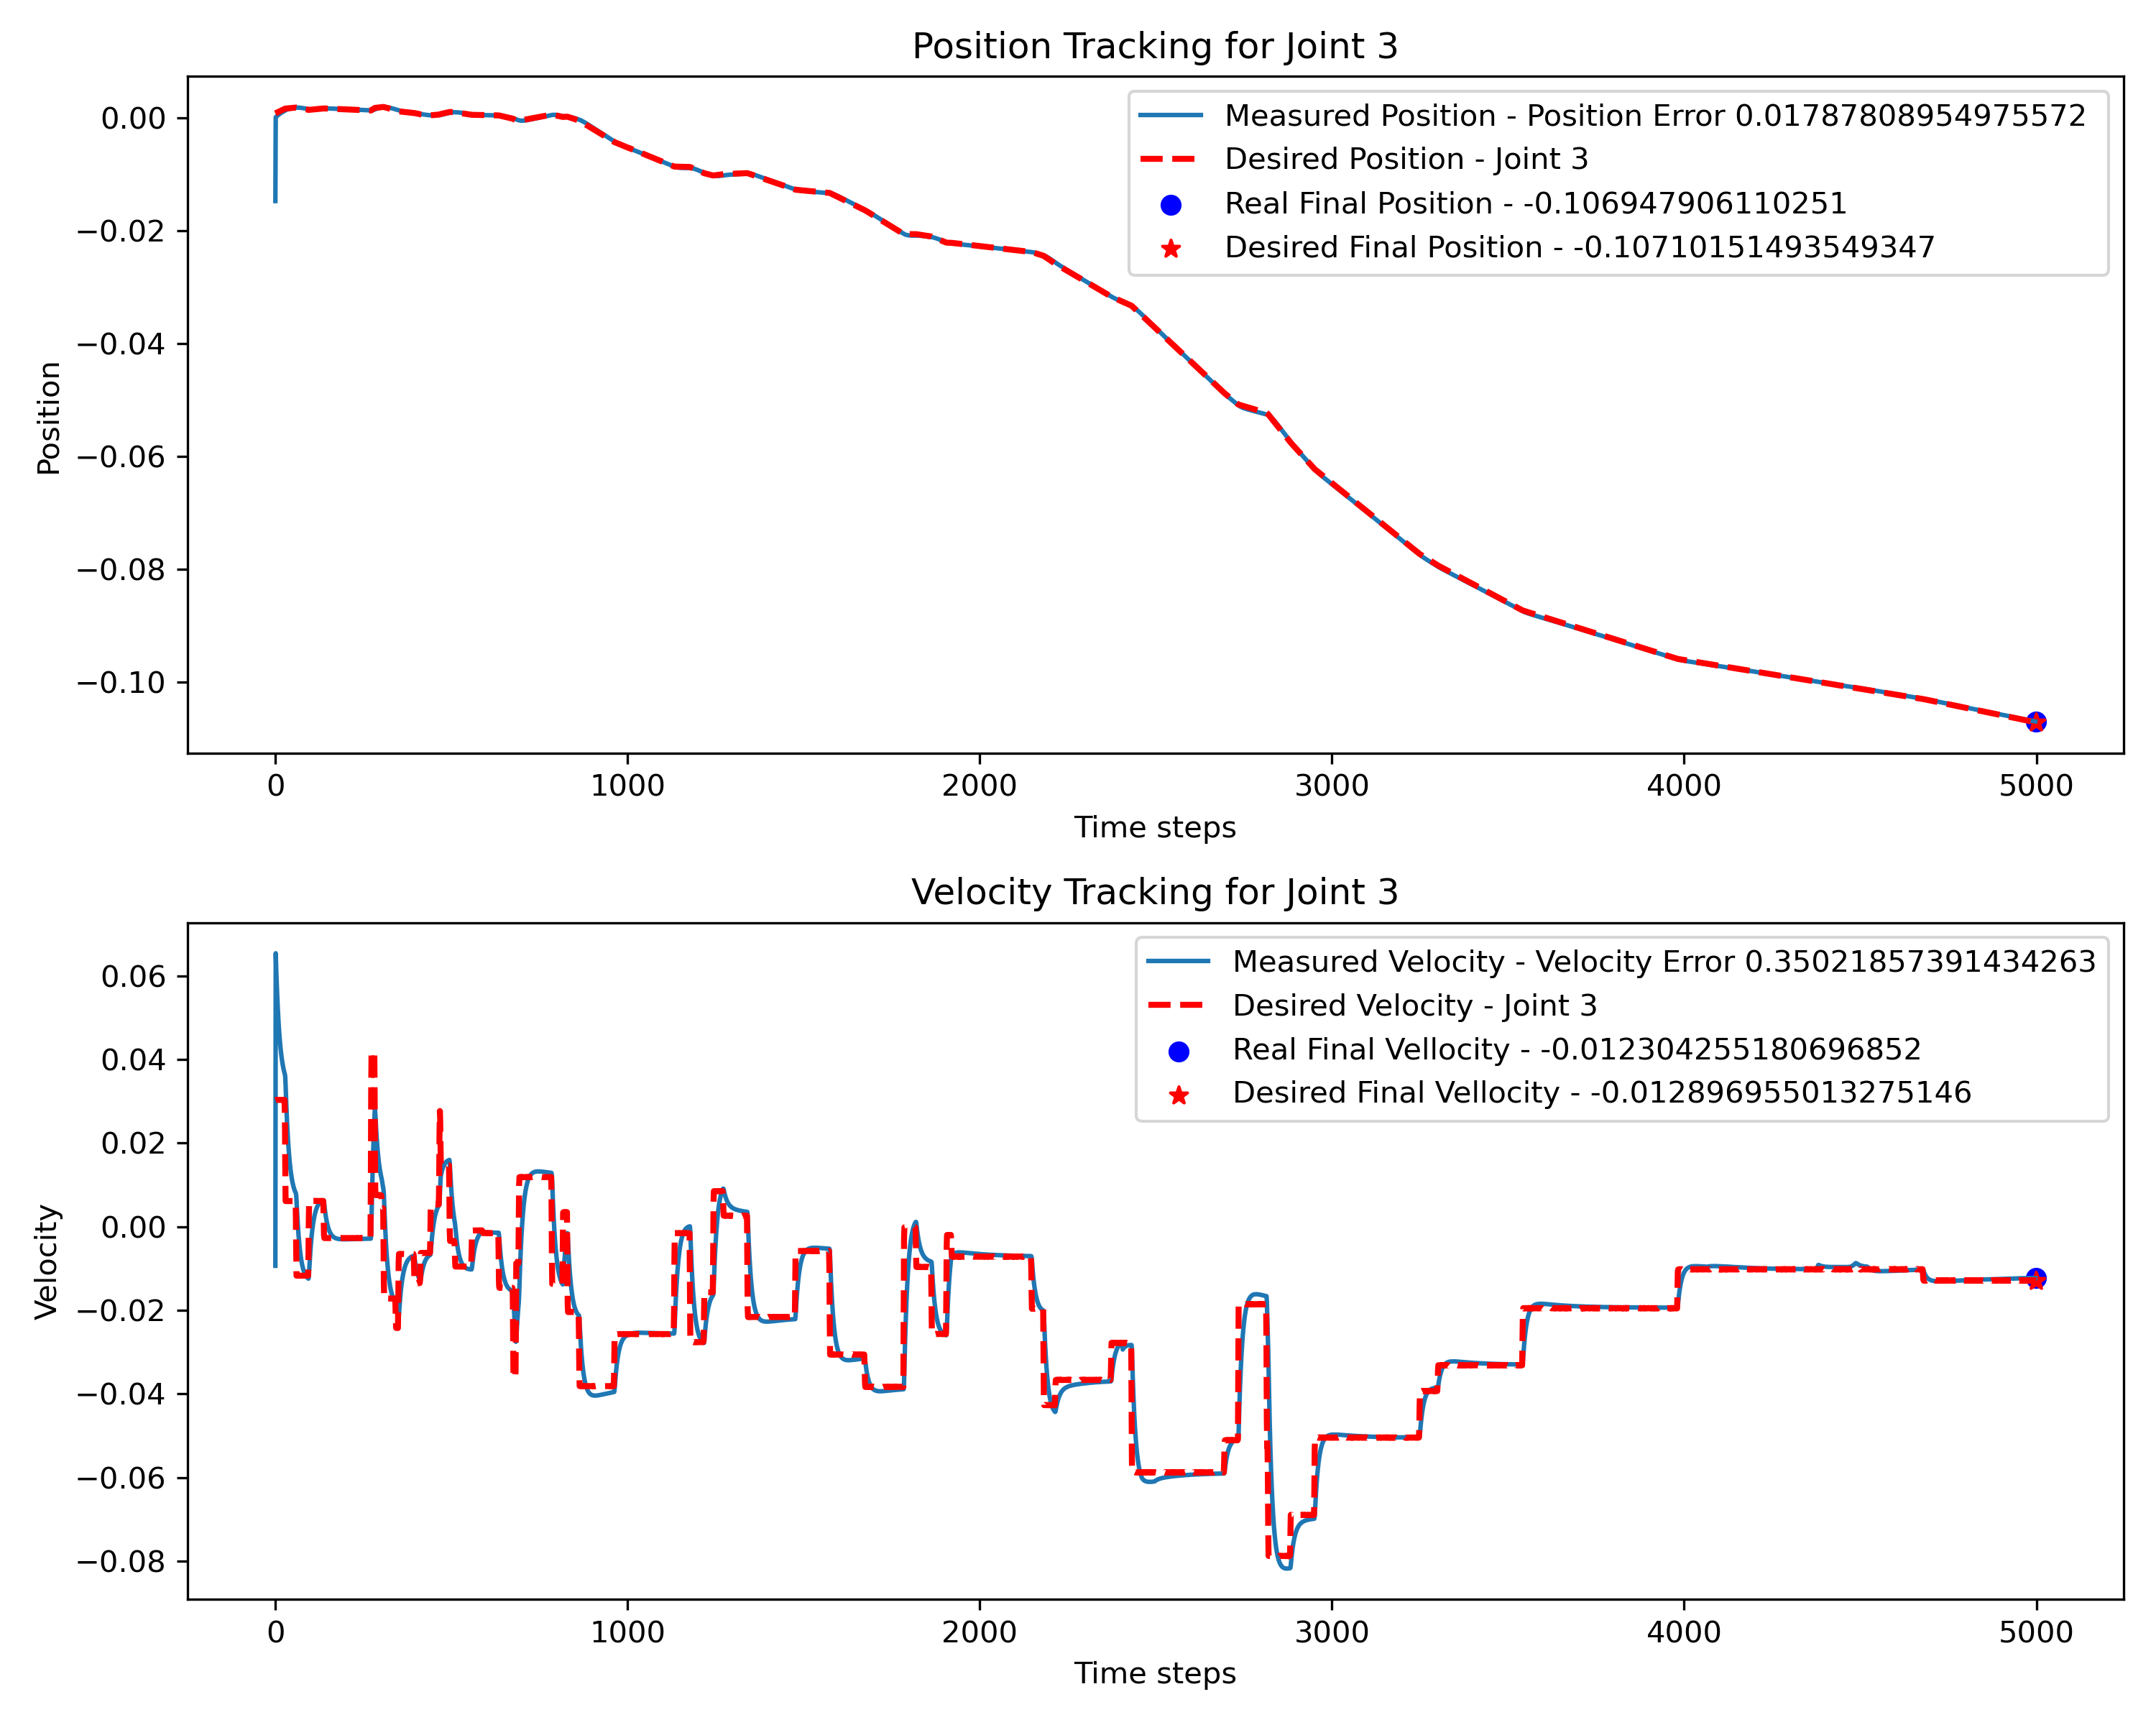 Position Tracking for Joint 3
Measured Position - Position Error 0.01787808954975572
Desired Position - Joint 3
Real Final Position - -0.106947906110251
Desired Final Position - -0.10710151493549347
0.00
−0.02
−0.04
−0.06
−0.08
−0.10
Position
0 1000 2000 3000 4000 5000
Time steps
Velocity Tracking for Joint 3
Measured Velocity - Velocity Error 0.35021857391434263
Desired Velocity - Joint 3
Real Final Vellocity - -0.012304255180696852
Desired Final Vellocity - -0.012896955013275146
0.06
0.04
0.02
0.00
−0.02
−0.04
−0.06
−0.08
Velocity
0 1000 2000 3000 4000 5000
Time steps